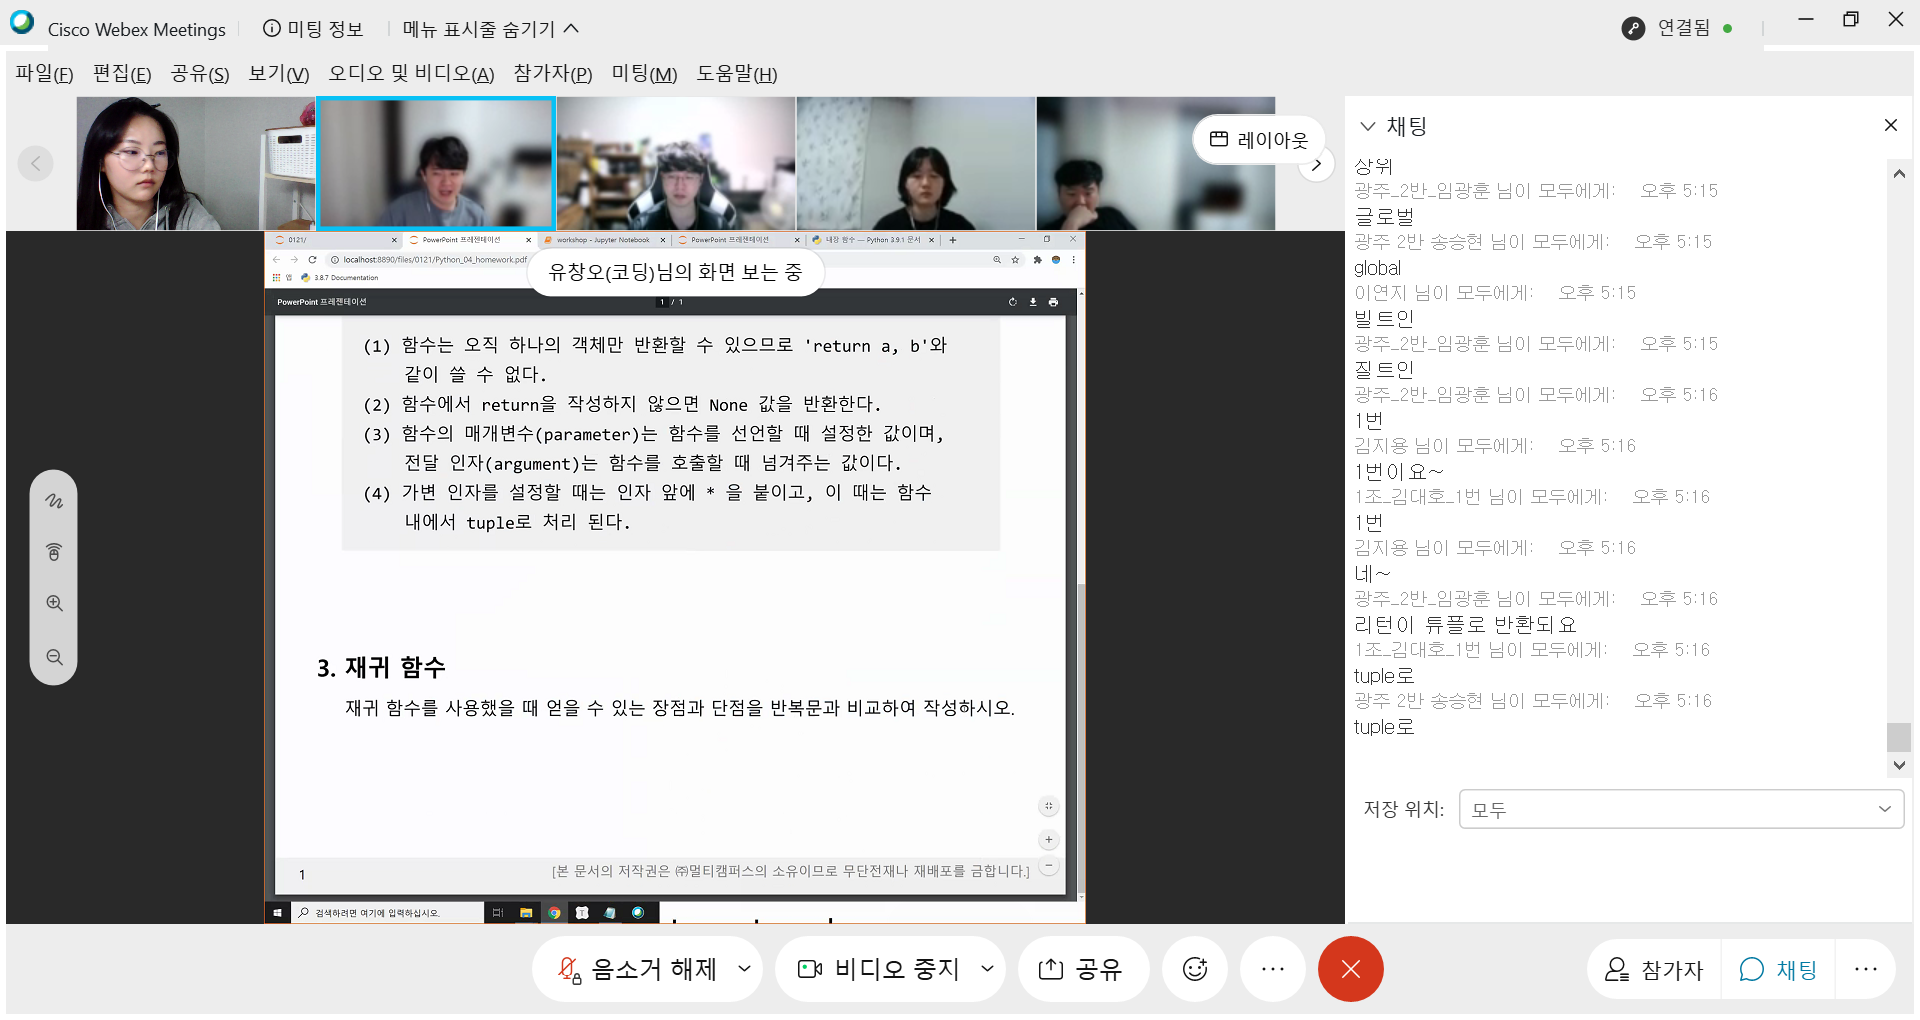 Cisco Webex Meetings
미팅 정보
메뉴 표시줄 숨기기
연결됨
파일(F) 편집(E) 공유(S) 보기(V) 오디오 및 비디오(A) 참가자(P) 미팅(M) 도움말(H)
레이아웃
0121/
PowerPoint 프레젠테이션
workshop - Jupyter Notebook
PowerPoint 프레젠테이션
내장 함수 — Python 3.9.1 문서
localhost:8890/files/0121/Python_04_homework.pdf
유창오(코딩)님의 화면 보는 중
앱
3.8.7 Documentation
PowerPoint 프레젠테이션
1 / 1
(1) 함수는 오직 하나의 객체만 반환할 수 있으므로 'return a, b'와
같이 쓸 수 없다.
(2) 함수에서 return을 작성하지 않으면 None 값을 반환한다.
(3) 함수의 매개변수(parameter)는 함수를 선언할 때 설정한 값이며,
전달 인자(argument)는 함수를 호출할 때 넘겨주는 값이다.
(4) 가변 인자를 설정할 때는 인자 앞에 * 을 붙이고, 이 때는 함수
내에서 tuple로 처리 된다.
3. 재귀 함수
재귀 함수를 사용했을 때 얻을 수 있는 장점과 단점을 반복문과 비교하여 작성하시오.
1
[본 문서의 저작권은 ㈜멀티캠퍼스의 소유이므로 무단전재나 재배포를 금합니다.]
검색하려면 여기에 입력하십시오.
채팅
상위
광주_2반_임광훈 님이 모두에게: 오후 5:15
글로벌
광주 2반 송승현 님이 모두에게: 오후 5:15
global
이연지 님이 모두에게: 오후 5:15
빌트인
광주_2반_임광훈 님이 모두에게: 오후 5:15
질트인
광주_2반_임광훈 님이 모두에게: 오후 5:16
1번
김지용 님이 모두에게: 오후 5:16
1번이요~
1조_김대호_1번 님이 모두에게: 오후 5:16
1번
김지용 님이 모두에게: 오후 5:16
네~
광주_2반_임광훈 님이 모두에게: 오후 5:16
리턴이 튜플로 반환되요
1조_김대호_1번 님이 모두에게: 오후 5:16
tuple로
광주 2반 송승현 님이 모두에게: 오후 5:16
tuple로
저장 위치: 모두
음소거 해제
비디오 중지
공유
참가자
채팅